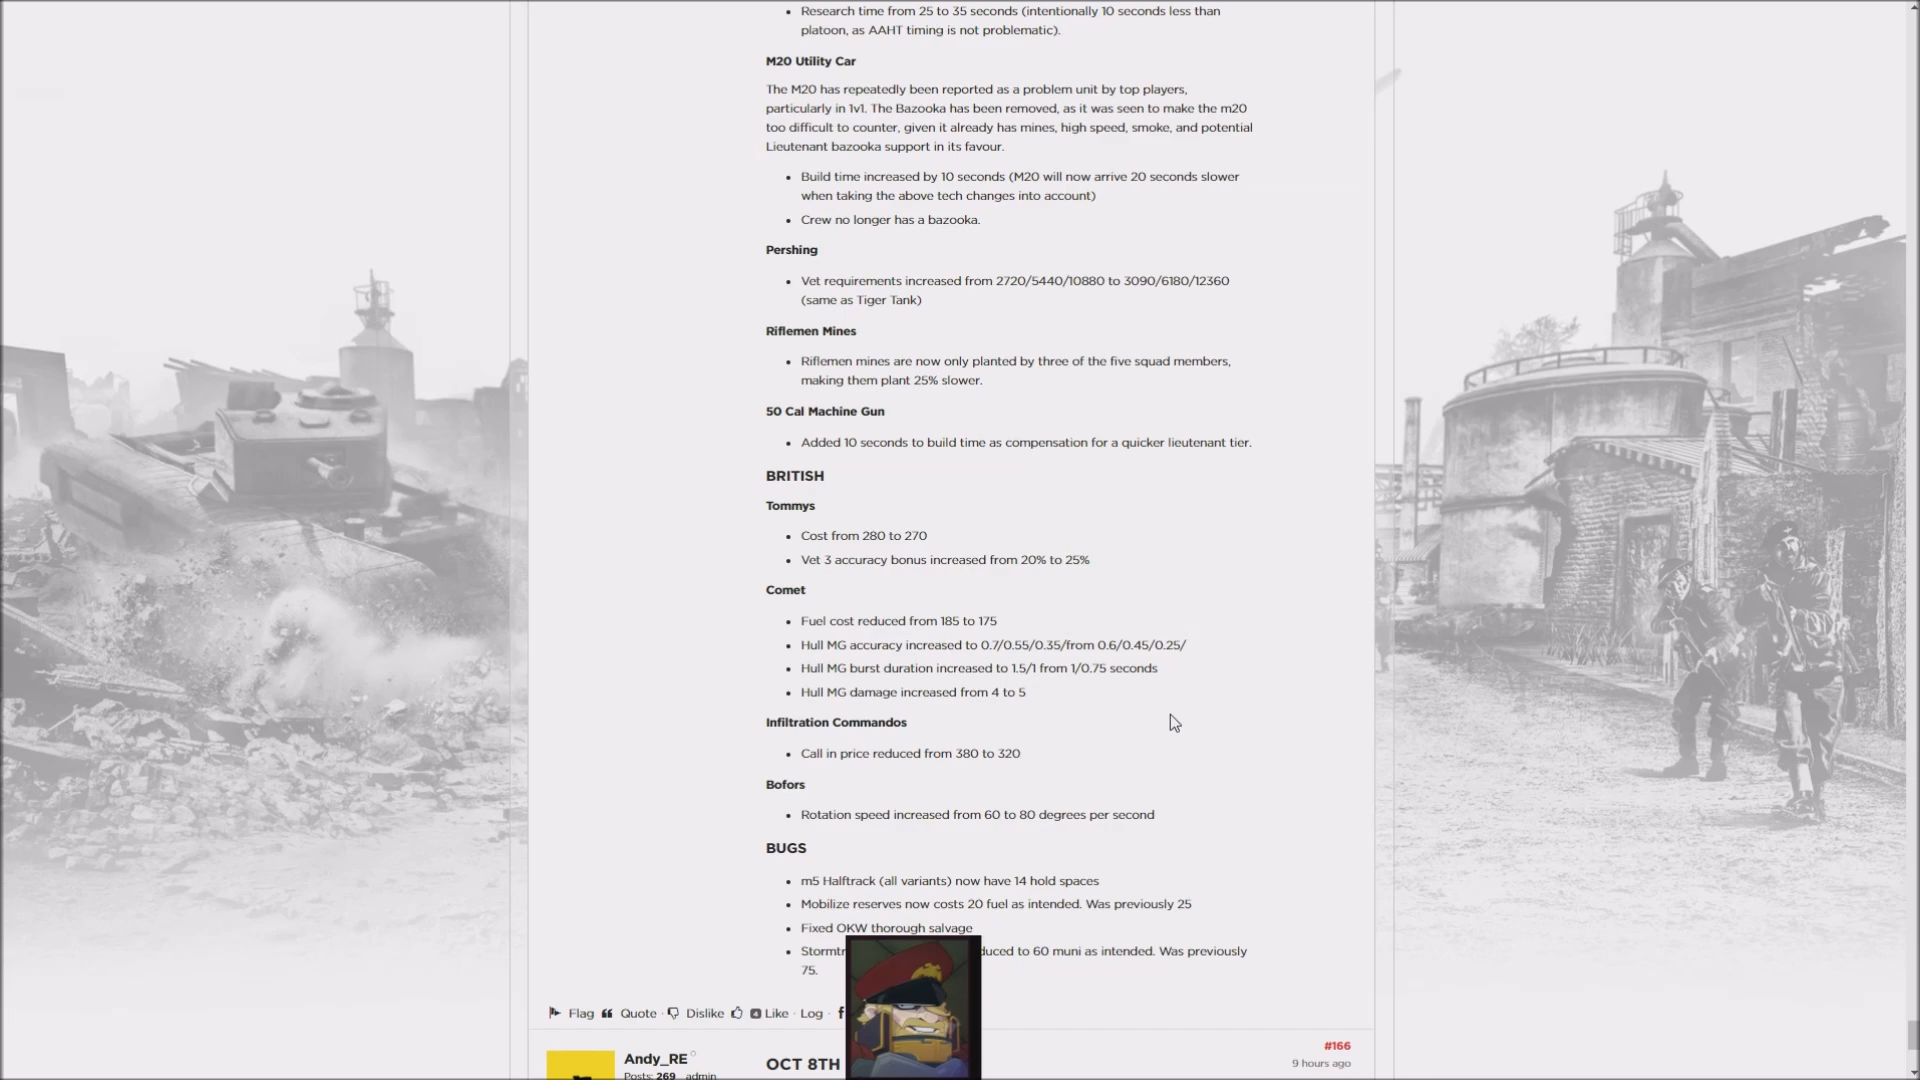 Research time from 25 to 35 seconds (intentionally 10 seconds less than
platoon, as AAHT timing is not problematic).
M20 Utility Car
The M20 has repeatedly been reported as a problem unit by top players,
particularly in 1v1. The Bazooka has been removed, as it was seen to make the m20
too difficult to counter, given it already has mines, high speed, smoke, and potential
Lieutenant bazooka support in its favour.
Build time increased by 10 seconds (M20 will now arrive 20 seconds slower
when taking the above tech changes into account)
Crew no longer has a bazooka.
Pershing
Vet requirements increased from 2720/5440/10880 to 3090/6180/12360
(same as Tiger Tank)
Riflemen Mines
Riflemen mines are now only planted by three of the five squad members,
making them plant 25% slower.
50 Cal Machine Gun
Added 10 seconds to build time as compensation for a quicker lieutenant tier.
BRITISH
Tommys
Cost from 280 to 270
Vet 3 accuracy bonus increased from 20% to 25%
Comet
Fuel cost reduced from 185 to 175
Hull MG accuracy increased to 0.7/0.55/0.35/from 0.6/0.45/0.25/
Hull MG burst duration increased to 1.5/1 from 1/0.75 seconds
Hull MG damage increased from 4 to 5
Infiltration Commandos
Call in price reduced from 380 to 320
Bofors
Rotation speed increased from 60 to 80 degrees per second
BUGS
m5 Halftrack (all variants) now have 14 hold spaces
Mobilize reserves now costs 20 fuel as intended. Was previously 25
Fixed OKW thorough salvage
Stormtr duced to 60 muni as intended. Was previously
75.
Flag Quote · Dislike 4 Like · Log ·
Andy_RE OCT 8TH #166
Posts: 269 admin 9 hours ago